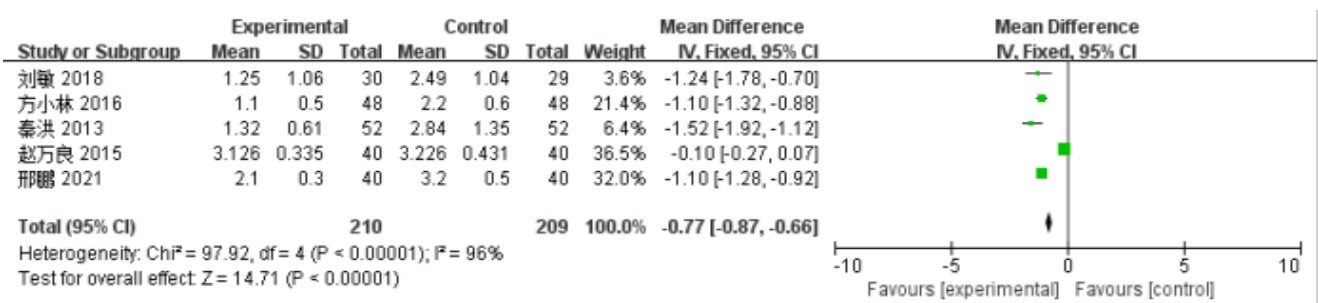 Experimental Control Mean Difference Mean Difference
Study or Subgroup Mean SD Total Mean SD Total Weight IV, Fixed, 95% CI IV, Fixed, 95% CI
刘敏 2018 1.25 1.06 30 2.49 1.04 29 3.6% -1.24 [-1.78, -0.70]
方小林 2016 1.1 0.5 48 2.2 0.6 48 21.4% -1.10 [-1.32, -0.88]
秦洪 2013 1.32 0.61 52 2.84 1.35 52 6.4% -1.52 [-1.92, -1.12]
赵万良 2015 3.126 0.335 40 3.226 0.431 40 36.5% -0.10 [-0.27, 0.07]
邢鹏 2021 2.1 0.3 40 3.2 0.5 40 32.0% -1.10 [-1.28, -0.92]
Total (95% CI) 210 209 100.0% -0.77 [-0.87, -0.66]
Heterogeneity: Chi² = 97.92, df = 4 (P < 0.00001); I² = 96%
Test for overall effect: Z = 14.71 (P < 0.00001)
-10 -5 0 5 10
Favours [experimental] Favours [control]